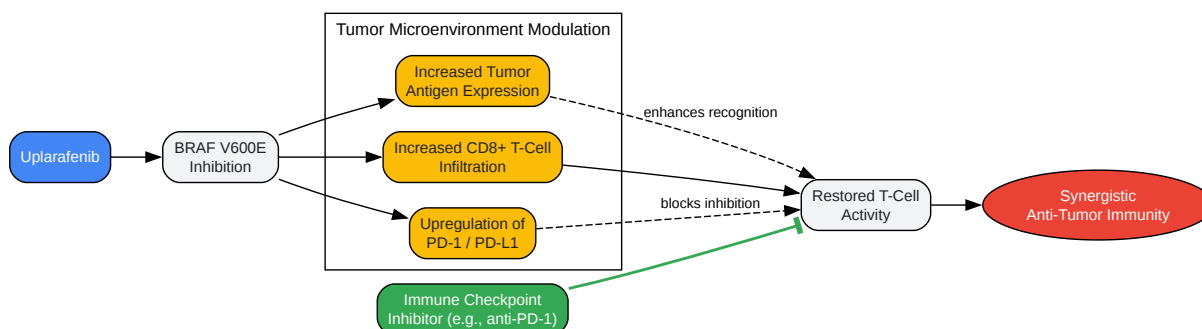 Tumor Microenvironment Modulation
Increased Tumor
Antigen Expression
enhances recognition
Uplarafenib
BRAF V600E
Inhibition
Increased CD8+ T-Cell
Infiltration
Upregulation of
PD-1 / PD-L1
blocks inhibition
Restored T-Cell
Activity
Synergistic
Anti-Tumor Immunity
Immune Checkpoint
Inhibitor (e.g., anti-PD-1)